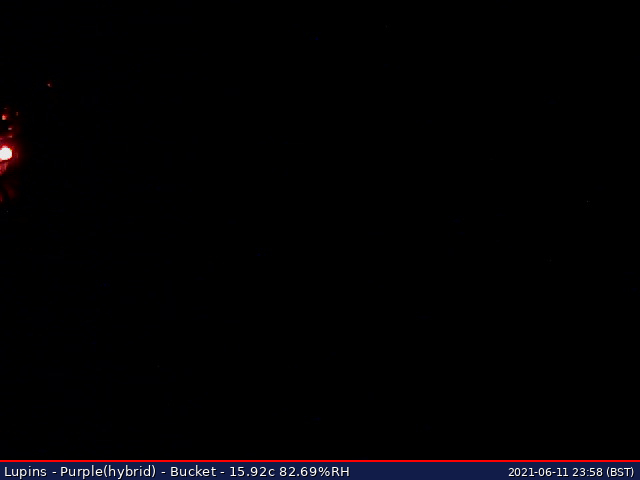 Lupins - Purple(hybrid) - Bucket - 15.92c 82.69%RH
2021-06-11 23:58 (BST)